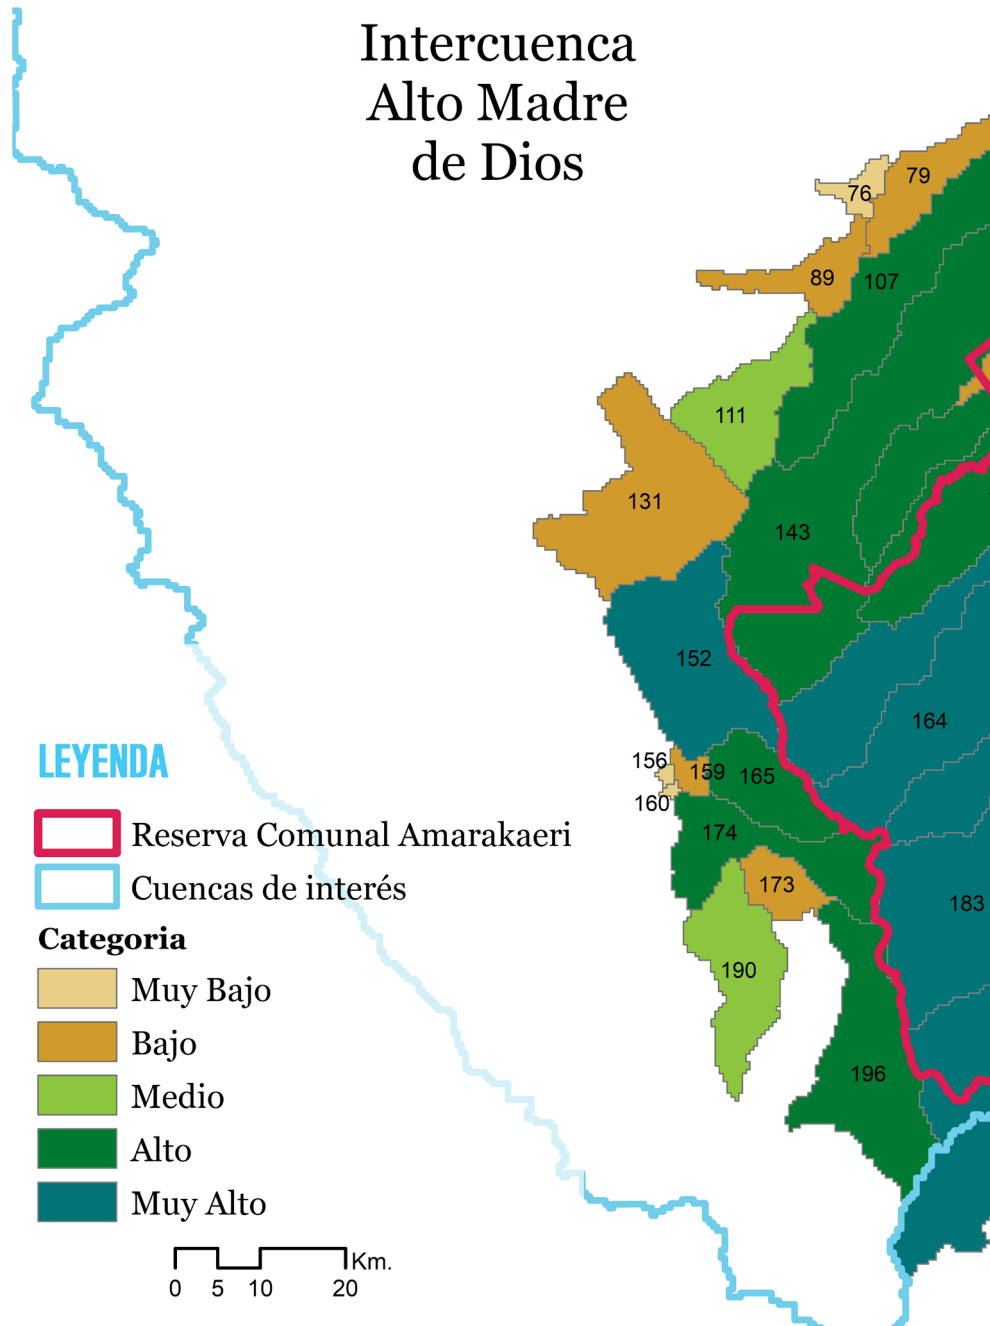 Intercuenca
Alto Madre
de Dios
76
79
89
107
111
131
143
152
164
156
159
165
160
174
173
183
190
196
LEYENDA
Reserva Comunal Amarakaeri
Cuencas de interés
Categoria
Muy Bajo
Bajo
Medio
Alto
Muy Alto
Km.
0 5 10 20